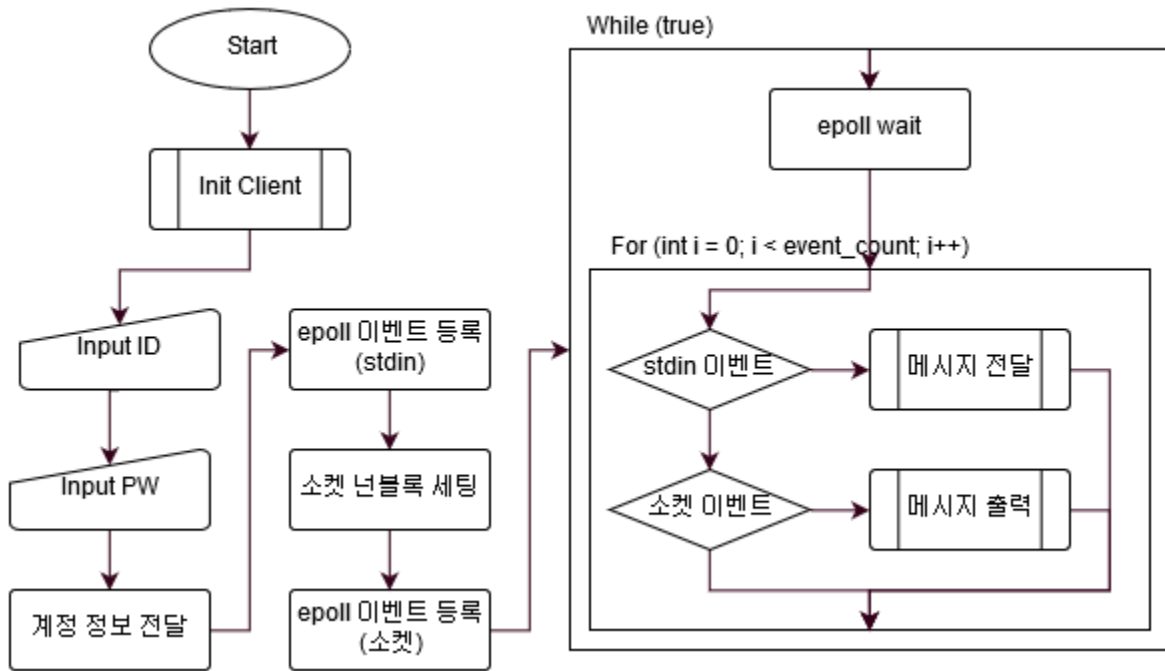 Start
Init Client
Input ID
Input PW
계정 정보 전달
epoll 이벤트 등록
(stdin)
소켓 넌블록 세팅
epoll 이벤트 등록
(소켓)
While (true)
epoll wait
For (int i = 0; i < event_count; i++)
stdin 이벤트
메시지 전달
소켓 이벤트
메시지 출력